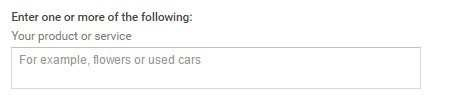 Enter one or more of the following:
Your product or service
For example, flowers or used cars